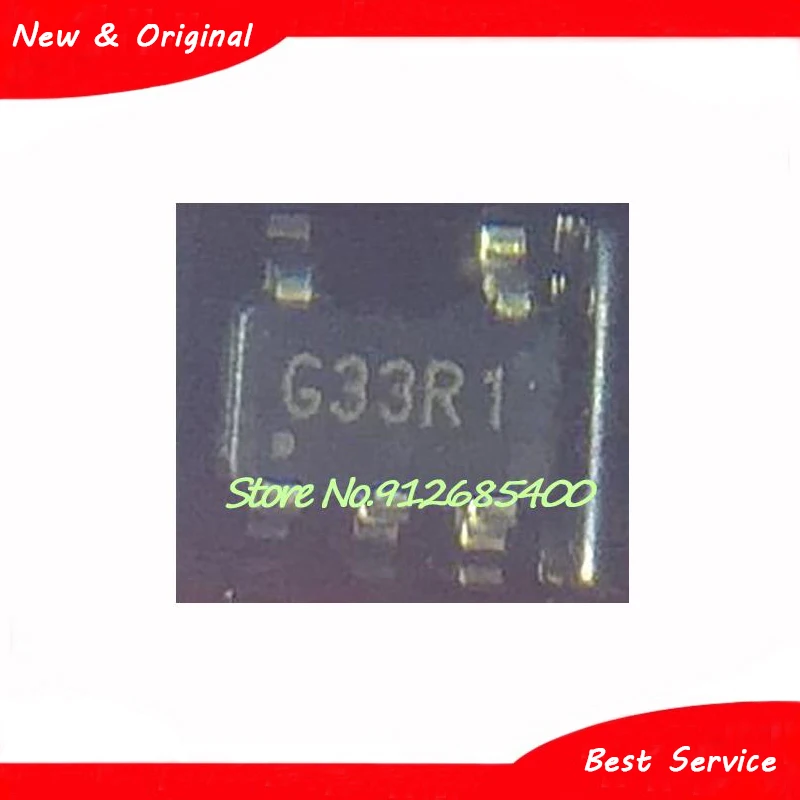 New & Original
G33R1
Store No.912685400
Best Service